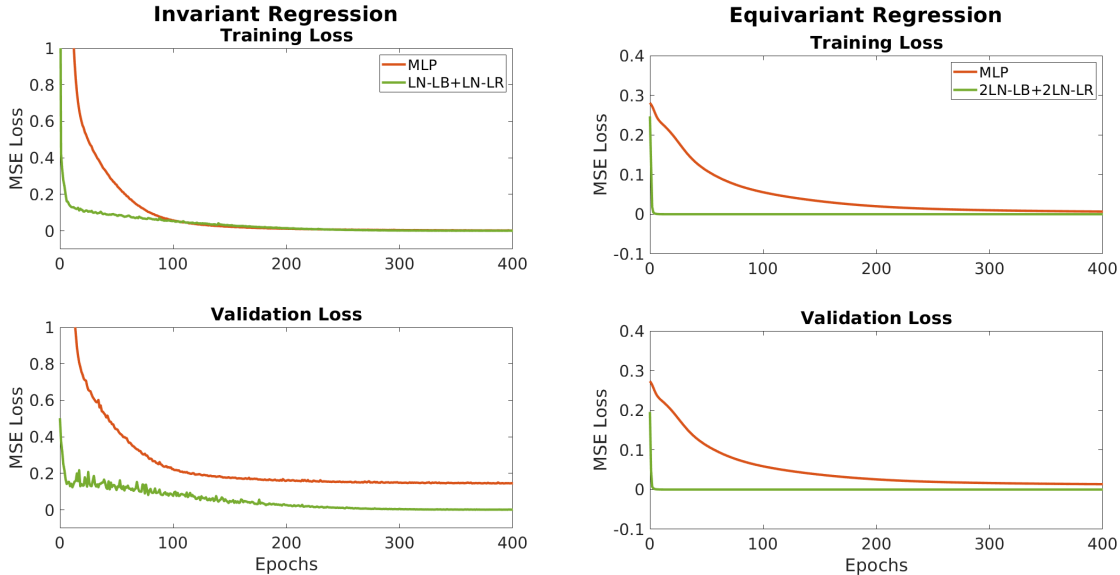 Invariant Regression
Training Loss
1
0.8
0.6
0.4
0.2
0
MSE Loss
MLP
LN-LB+LN-LR
0 100 200 300 400
Validation Loss
1
0.8
0.6
0.4
0.2
0
MSE Loss
0 100 200 300 400
Epochs
Equivariant Regression
Training Loss
0.4
0.3
0.2
0.1
0
-0.1
MSE Loss
MLP
2LN-LB+2LN-LR
0 100 200 300 400
Validation Loss
0.4
0.3
0.2
0.1
0
-0.1
MSE Loss
0 100 200 300 400
Epochs